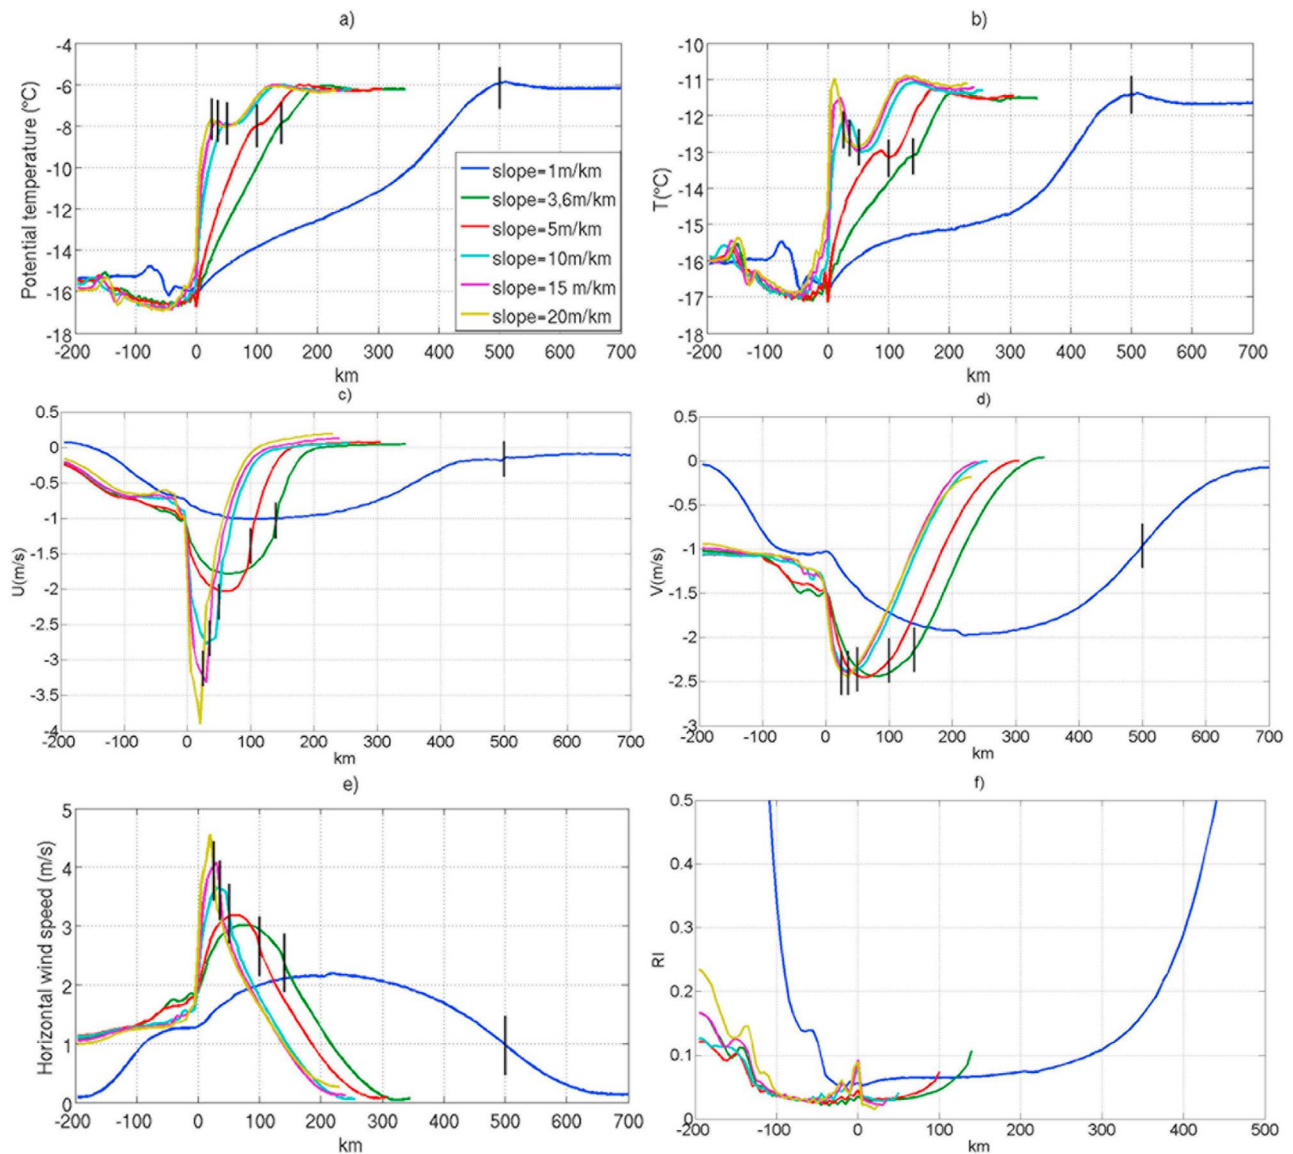 a)
Potential temperature (°C)
-4
-6
-8
-10
-12
-14
-16
-18
slope=1m/km
slope=3,6m/km
slope=5m/km
slope=10m/km
slope=15 m/km
slope=20m/km
-200 -100 0 100 200 300 400 500 600 700
km
b)
T(°C)
-10
-11
-12
-13
-14
-15
-16
-17
-18
-200 -100 0 100 200 300 400 500 600 700
km
c)
U(m/s)
0.5
0
-0.5
-1
-1.5
-2
-2.5
-3
-3.5
-4
-200 -100 0 100 200 300 400 500 600 700
km
d)
V(m/s)
0.5
0
-0.5
-1
-1.5
-2
-2.5
-3
-200 -100 0 100 200 300 400 500 600 700
km
e)
Horizontal wind speed (m/s)
5
4
3
2
1
0
-200 -100 0 100 200 300 400 500 600 700
km
f)
RI
0.5
0.4
0.3
0.2
0.1
0
-200 -100 0 100 200 300 400 500
km